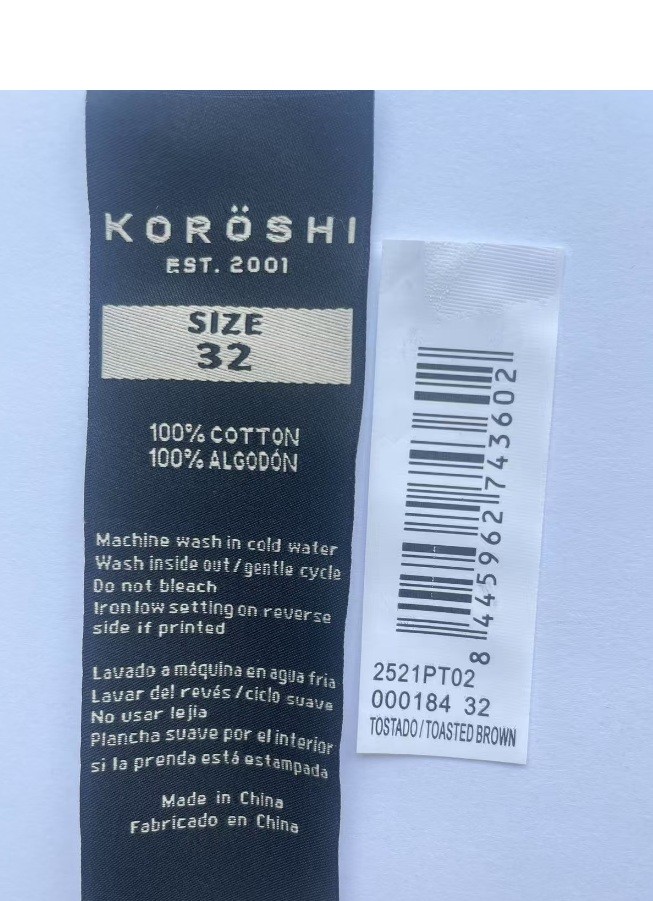 KORÖSHI
EST. 2001
SIZE
32
100% COTTON
100% ALGODÓN
Machine wash in cold water
Wash inside out/gentle cycle
Do not bleach
Iron low setting on reverse
side if printed
Lavado a máquina en agua fria
Lavar del revés/ciclo suave
No usar lejía
Plancha suave por el interior
si la prenda está estampada
Made in China
Fabricado en China
8445962743602
2521PT02
000184 32
TOSTADO/TOASTED BROWN